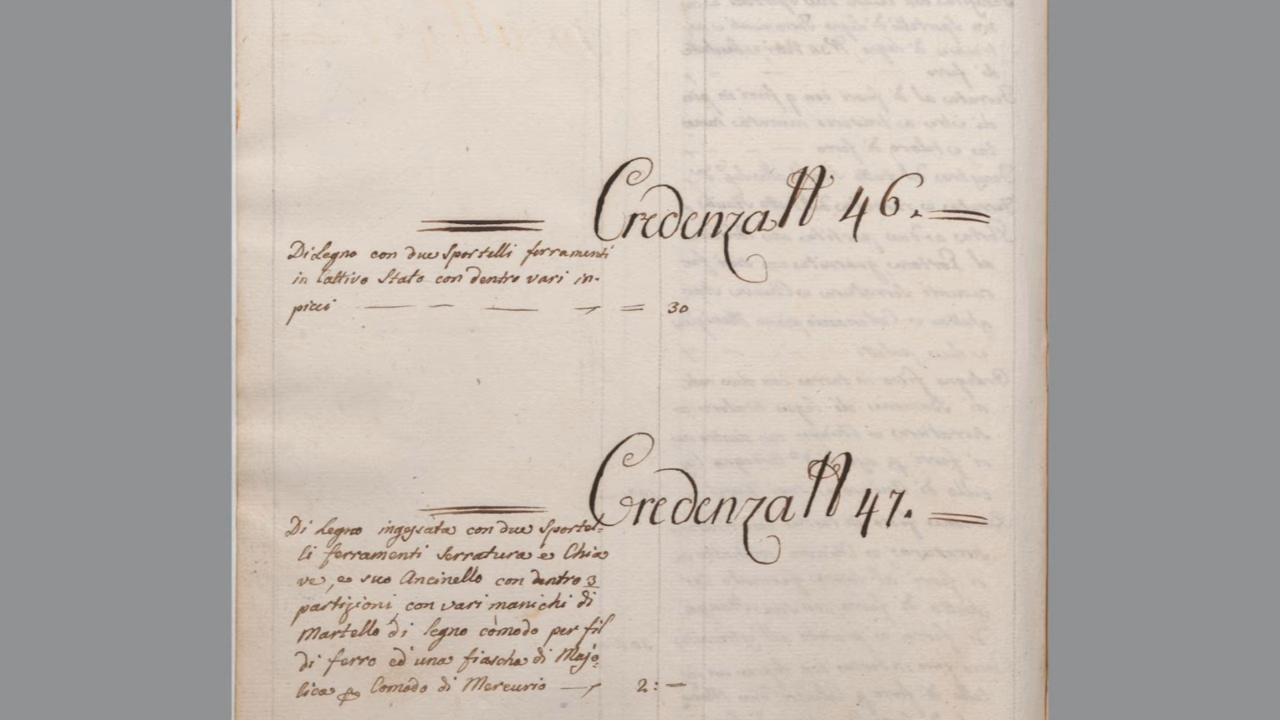 Credenza N 46.
Di Legno con due Sportelli ferramenti
in Cattivo Stato con dentro vari in-
picci = 30
Credenza N 47.
Di Legno ingessata con due Sportel-
li ferramenti Serratura e Chia
ve, e suo Ancinello con dentro 3
partizioni, con vari manichi di
Martello di Legno còmodo per fil
di ferro ed una fiascha di Majo-
lica Comodo di Mercurio 2:—